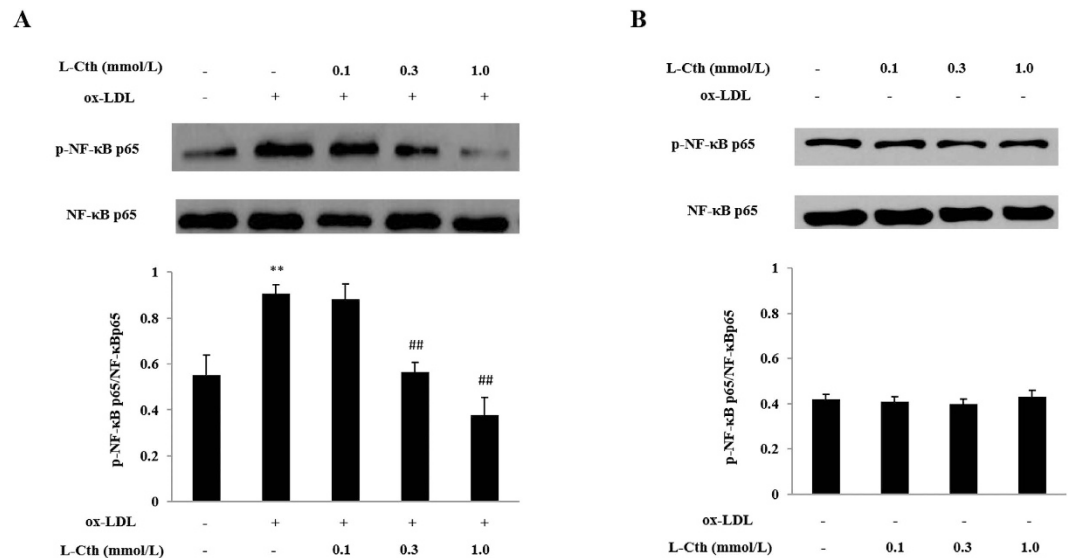 A
L-Cth (mmol/L) - - 0.1 0.3 1.0
ox-LDL - + + + +
p-NF-κB p65
NF-κB p65
p-NF-κB p65/NF-κBp65
1
0.8
0.6
0.4
0.2
0
**
##
##
ox-LDL - + + + +
L-Cth (mmol/L) - - 0.1 0.3 1.0
B
L-Cth (mmol/L) - 0.1 0.3 1.0
ox-LDL - - - -
p-NF-κB p65
NF-κB p65
p-NF-κB p65/NF-κBp65
1
0.8
0.6
0.4
0.2
0
ox-LDL - - - -
L-Cth (mmol/L) - 0.1 0.3 1.0